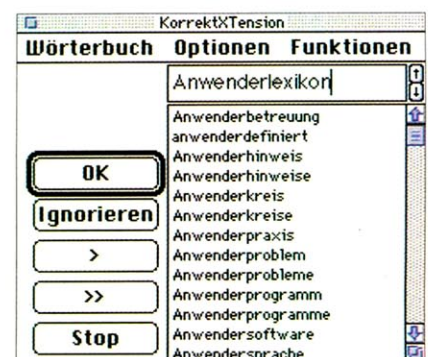 KorrektXTension
Wörterbuch Optionen Funktionen
Anwenderlexikon
Anwenderbetreuung
anwenderdefiniert
Anwenderhinweis
Anwenderhinweise
Anwenderkreis
Anwenderkreise
Anwenderpraxis
Anwenderproblem
Anwenderprobleme
Anwenderprogramm
Anwenderprogramme
Anwendersoftware
Anwendersprache
OK
Ignorieren
>
>>
Stop